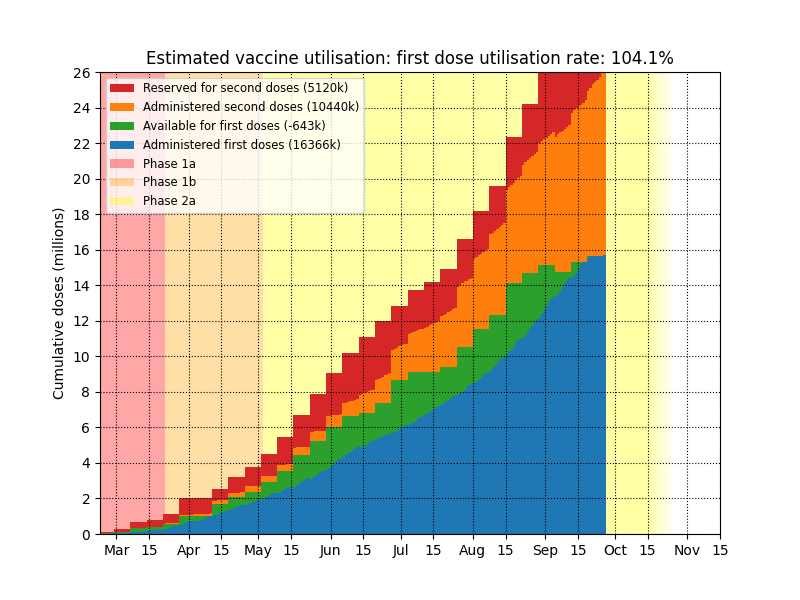 Estimated vaccine utilisation: first dose utilisation rate: 104.1%
Cumulative doses (millions)
26
24
22
20
18
16
14
12
10
8
6
4
2
0
Reserved for second doses (5120k)
Administered second doses (10440k)
Available for first doses (-643k)
Administered first doses (16366k)
Phase 1a
Phase 1b
Phase 2a
Mar 15 Apr 15 May 15 Jun 15 Jul 15 Aug 15 Sep 15 Oct 15 Nov 15